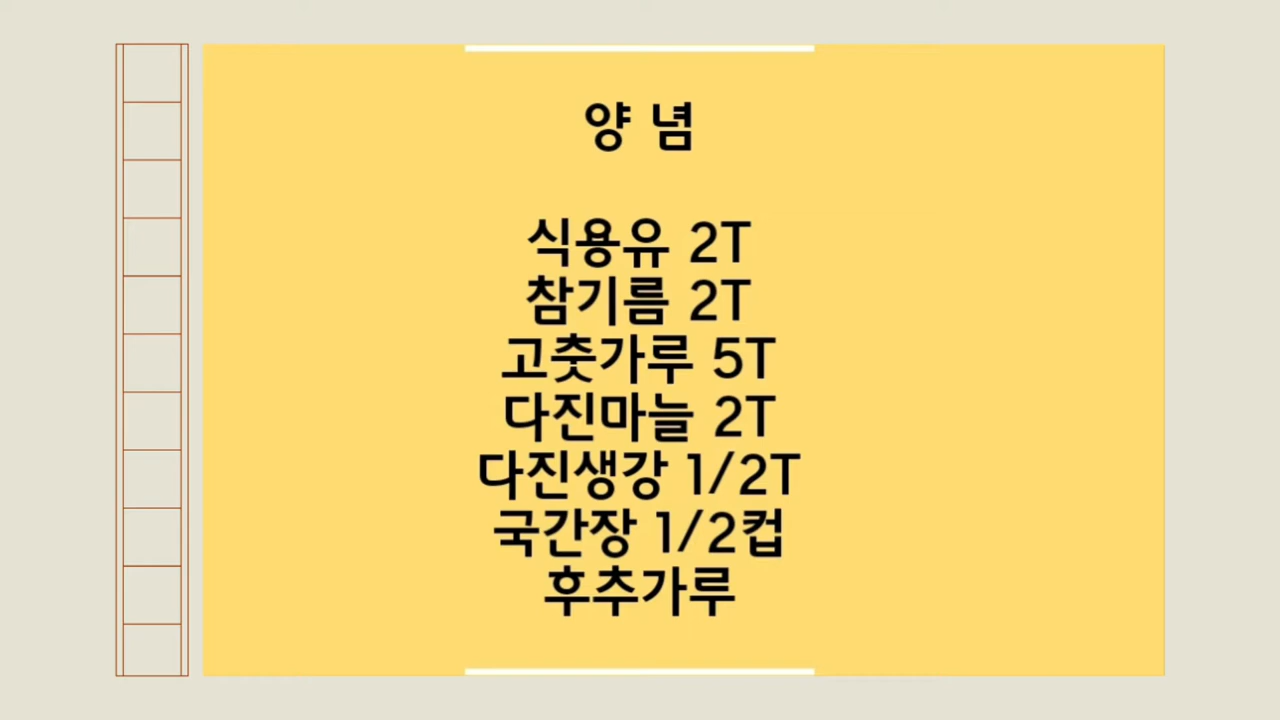 양 념
식용유 2T
참기름 2T
고춧가루 5T
다진마늘 2T
다진생강 1/2T
국간장 1/2컵
후추가루